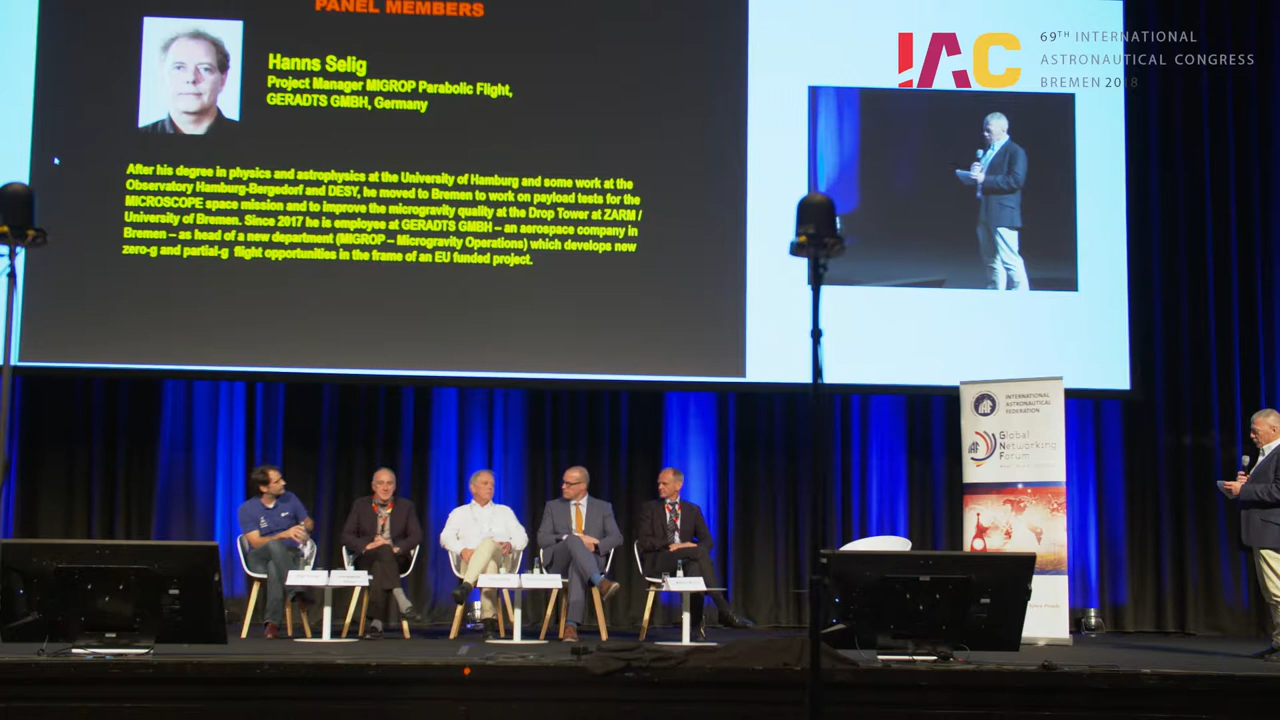 PANEL MEMBERS
Hanns Selig
Project Manager MIGROP Parabolic Flight,
GERADTS GMBH, Germany
After his degree in physics and astrophysics at the University of Hamburg and some work at the
Observatory Hamburg-Bergedorf and DESY, he moved to Bremen to work on payload tests for the
MICROSCOPE space mission and to improve the microgravity quality at the Drop Tower at ZARM /
University of Bremen. Since 2017 he is employee at GERADTS GMBH – an aerospace company in
Bremen – as head of a new department (MIGROP – Microgravity Operations) which develops new
zero-g and partial-g flight opportunities in the frame of an EU funded project.
IAC
69TH INTERNATIONAL
ASTRONAUTICAL CONGRESS
BREMEN 2018
IAF
INTERNATIONAL
ASTRONAUTICAL
FEDERATION
IAF
Global
Networking
Forum